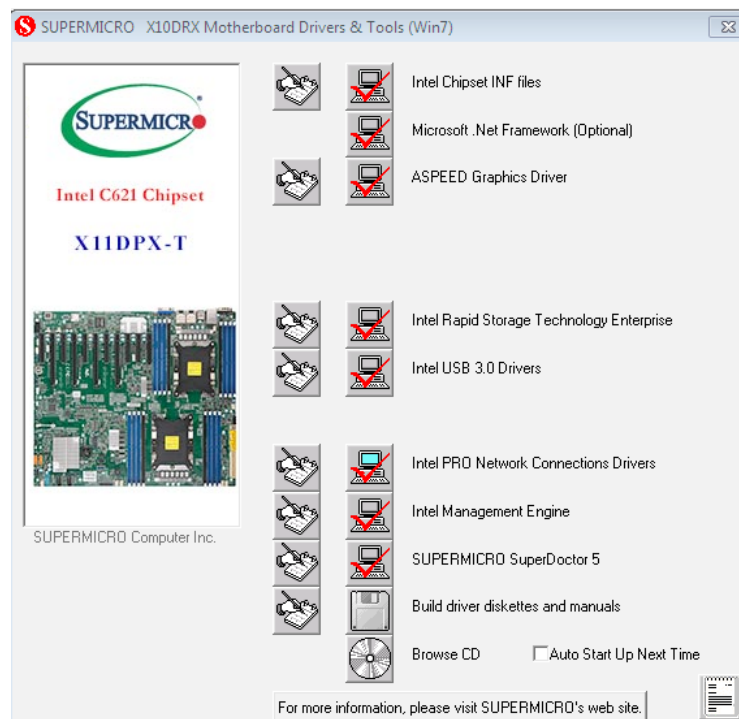 SUPERMICRO X10DRX Motherboard Drivers & Tools (Win7)
SUPERMICR
Intel C621 Chipset
X11DPX-T
SUPERMICRO Computer Inc.
Intel Chipset INF files
Microsoft .Net Framework (Optional)
ASPEED Graphics Driver
Intel Rapid Storage Technology Enterprise
Intel USB 3.0 Drivers
Intel PRO Network Connections Drivers
Intel Management Engine
SUPERMICRO SuperDoctor 5
Build driver diskettes and manuals
Browse CD Auto Start Up Next Time
For more information, please visit SUPERMICRO's web site.